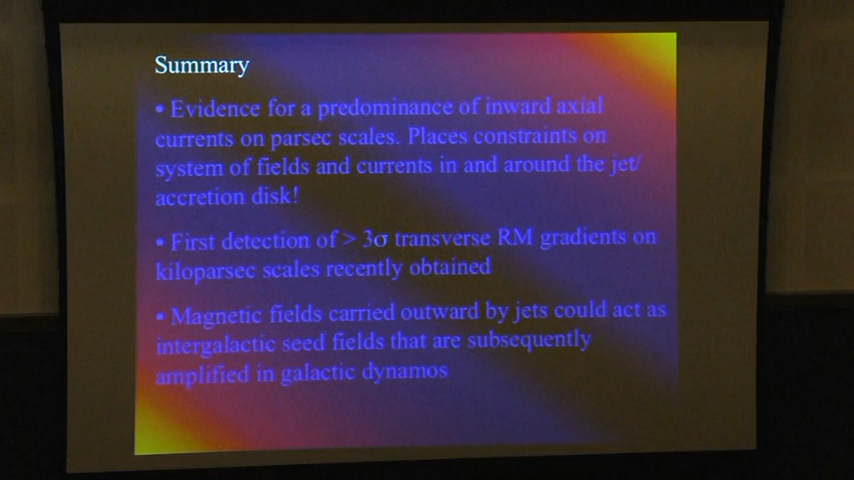 Summary
• Evidence for a predominance of inward axial
currents on parsec scales. Places constraints on
system of fields and currents in and around the jet/
accretion disk!
• First detection of > 3σ transverse RM gradients on
kiloparsec scales recently obtained
• Magnetic fields carried outward by jets could act as
intergalactic seed fields that are subsequently
amplified in galactic dynamos